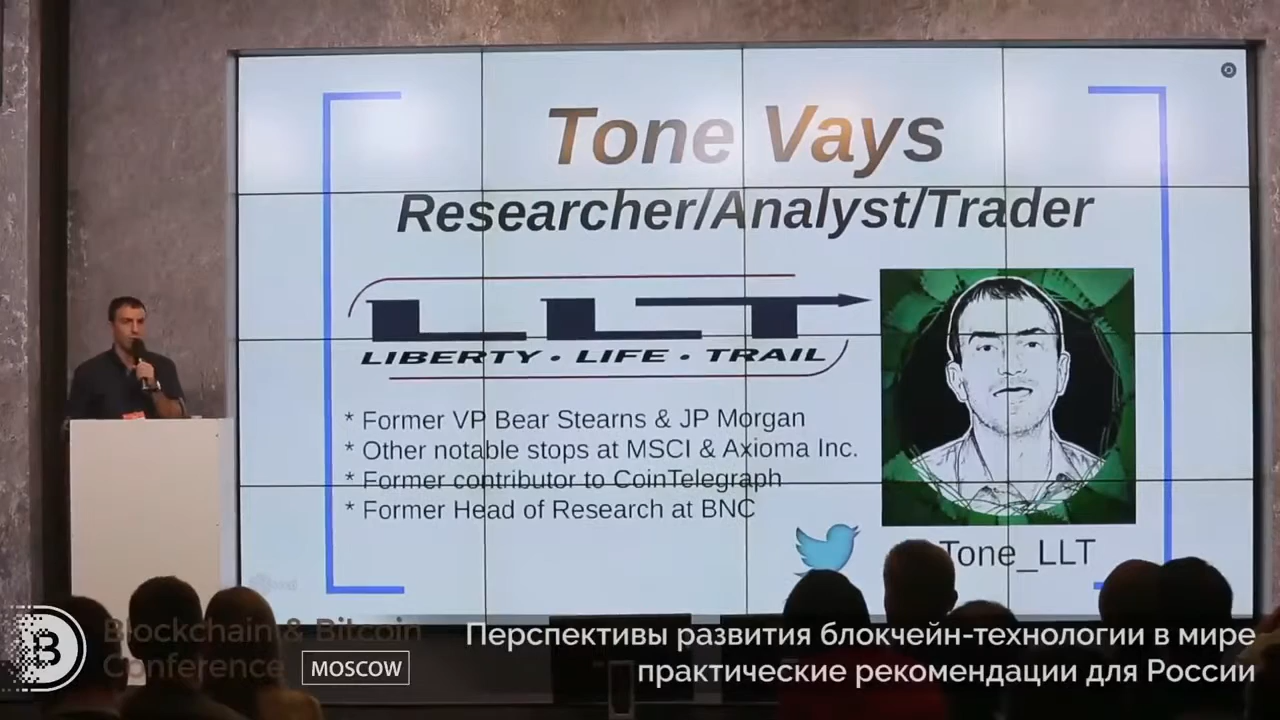 Tone Vays
Researcher/Analyst/Trader
LLT
LIBERTY • LIFE • TRAIL
* Former VP Bear Stearns & JP Morgan
* Other notable stops at MSCI & Axioma Inc.
* Former contributor to CoinTelegraph
* Former Head of Research at BNC
Tone_LLT
B
Blockchain & Bitcoin
Conference MOSCOW
Перспективы развития блокчейн-технологии в мире
практические рекомендации для России